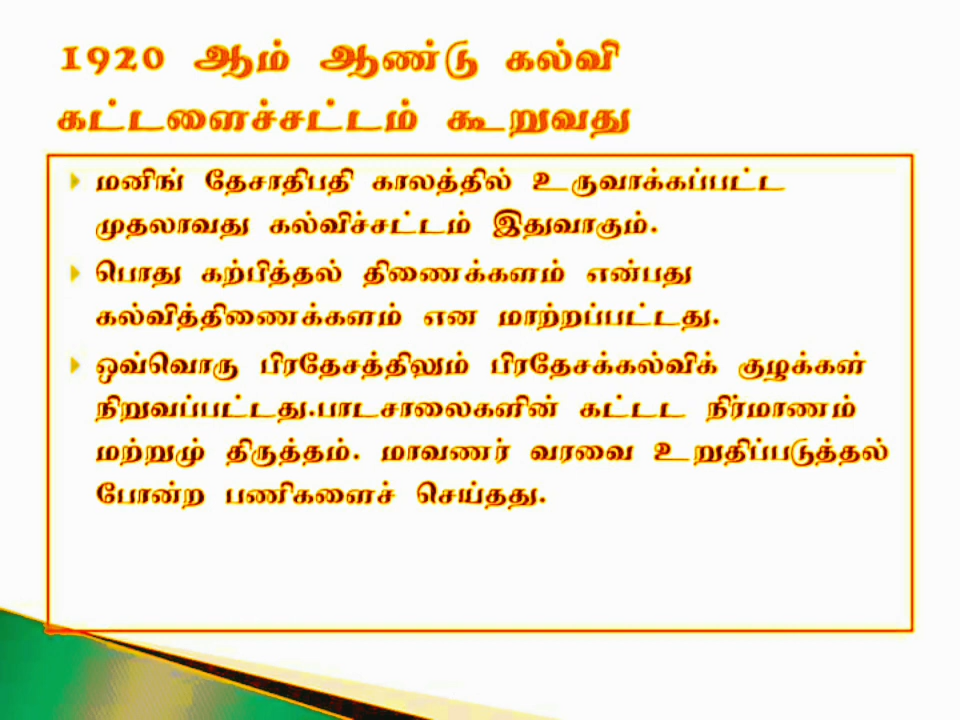 1920 ஆம் ஆண்டு கல்வி
கட்டளைச்சட்டம் கூறுவது
மனிங் தேசாதிபதி காலத்தில் உருவாக்கப்பட்ட
முதலாவது கல்விச்சட்டம் இதுவாகும்.
பொது கற்பித்தல் திணைக்களம் என்பது
கல்வித்திணைக்களம் என மாற்றப்பட்டது.
ஒவ்வொரு பிரதேசத்திலும் பிரதேசக்கல்விக் குழுக்கள்
நிறுவப்பட்டது.பாடசாலைகளின் கட்டட நிர்மாணம்
மற்றுமு் திருத்தம். மாவணர் வரவை உறுதிப்படுத்தல்
போன்ற பணிகளைச் செய்தது.